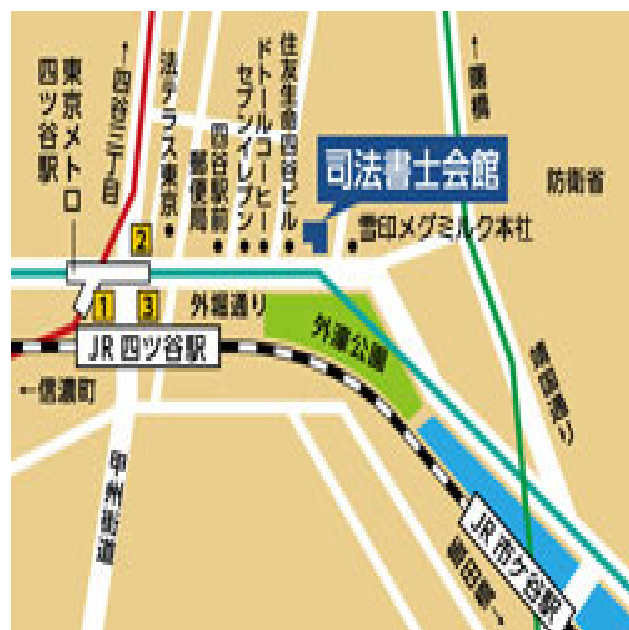 東京メトロ
四ツ谷駅
↑四谷三丁目
法テラス東京
四谷駅前
郵便局
セブンイレブン
ドトールコーヒー
住友生命四谷ビル
司法書士会館
↑曙橋
防衛省
雪印メグミルク本社
2
1
3
外堀通り
外濠公園
JR 四ツ谷駅
←信濃町
靖国通り
甲州街道
JR 市ケ谷駅
飯田橋→